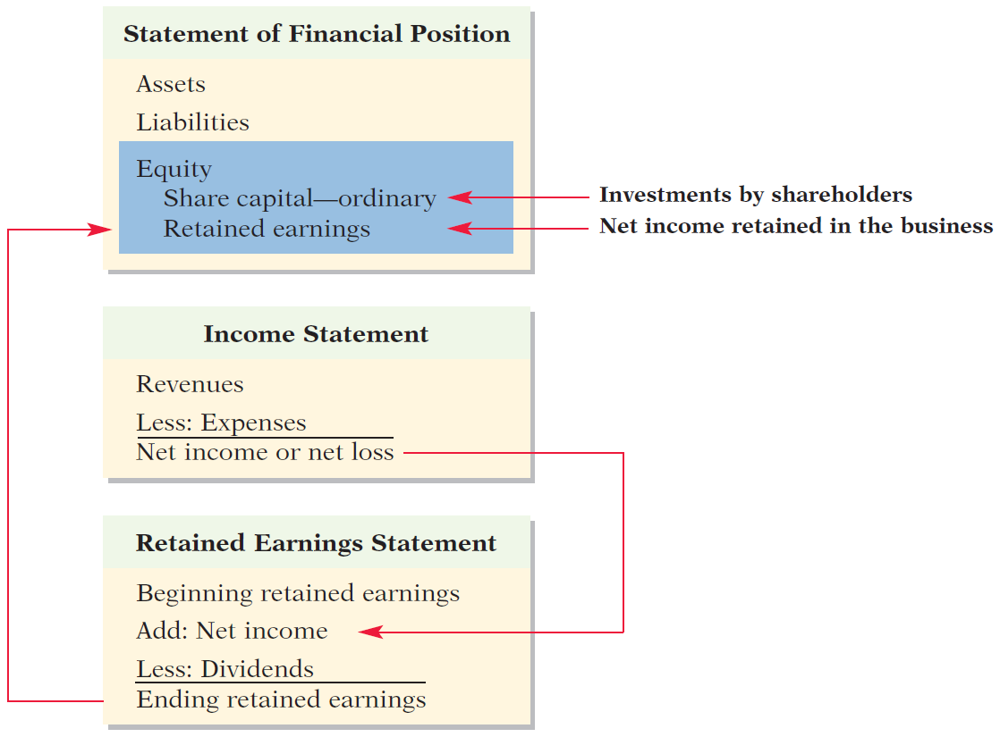 Statement of Financial Position
Assets
Liabilities
Equity
Share capital—ordinary
Retained earnings
Investments by shareholders
Net income retained in the business
Income Statement
Revenues
Less: Expenses
Net income or net loss
Retained Earnings Statement
Beginning retained earnings
Add: Net income
Less: Dividends
Ending retained earnings